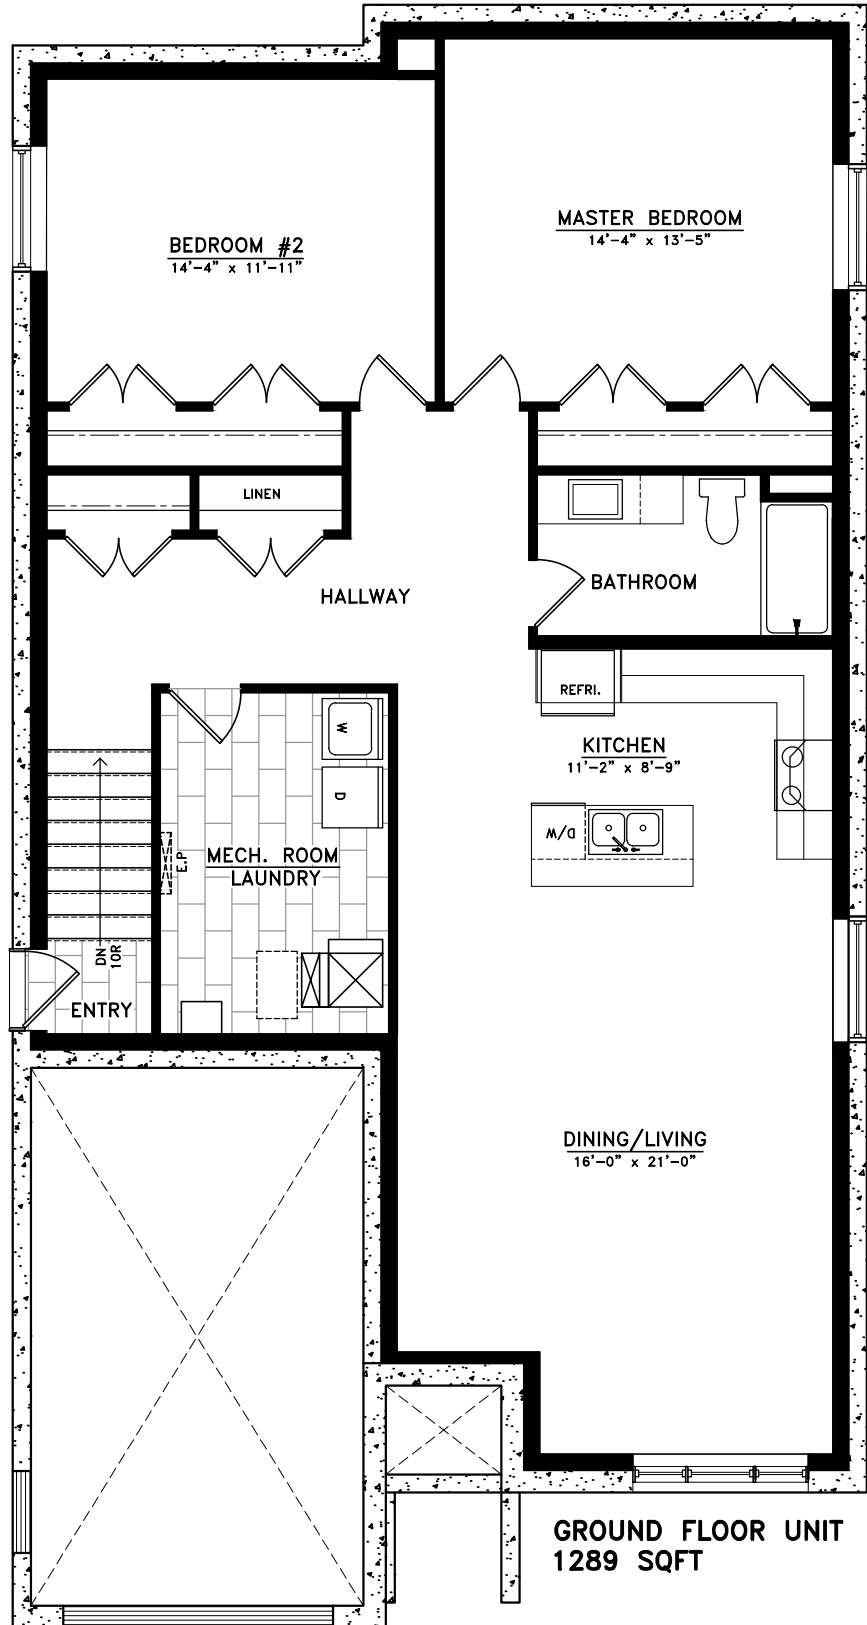 MASTER BEDROOM
14'-4" x 13'-5"
BEDROOM #2
14'-4" x 11'-11"
LINEN
HALLWAY
BATHROOM
REFRI.
KITCHEN
11'-2" x 8'-9"
W
D
D/W
E.P
MECH. ROOM
LAUNDRY
DN
10R
ENTRY
DINING/LIVING
16'-0" x 21'-0"
GROUND FLOOR UNIT
1289 SQFT